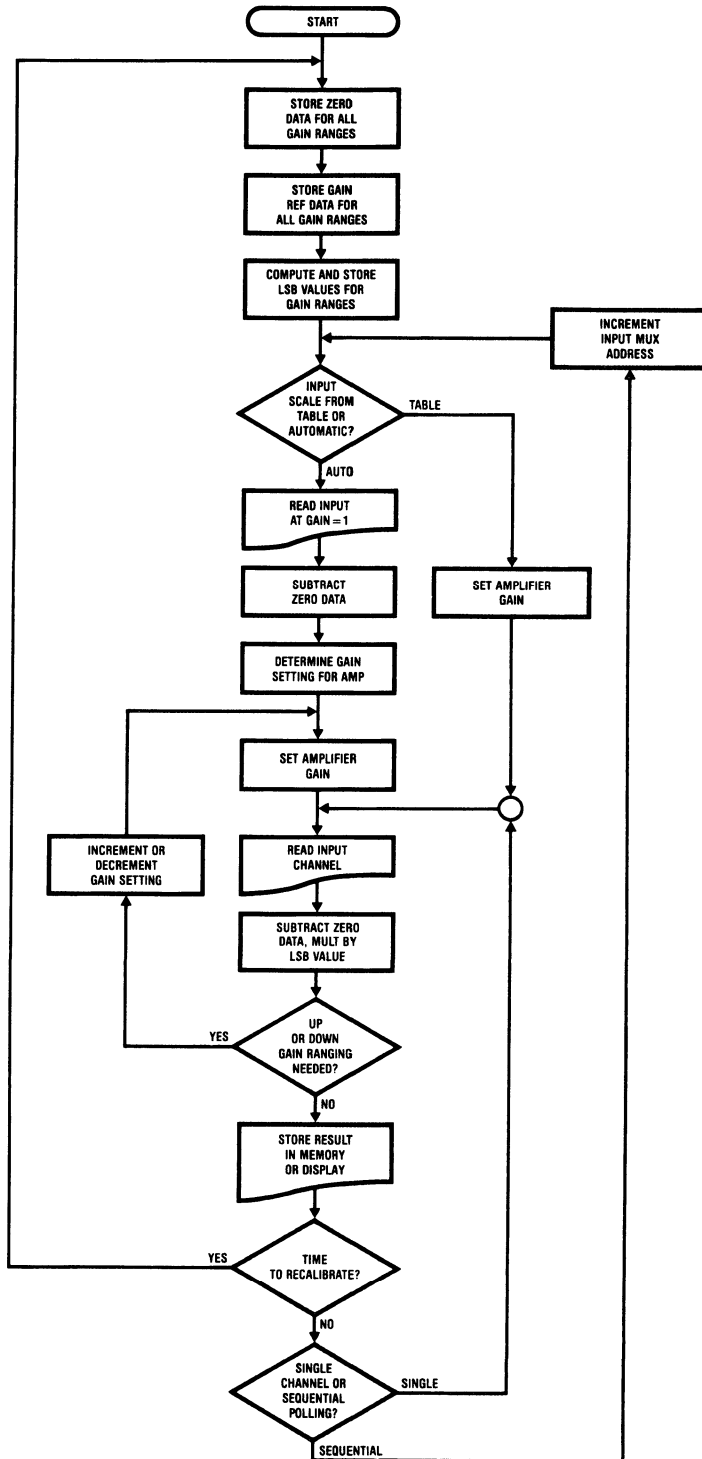 START
STORE ZERO
DATA FOR ALL
GAIN RANGES
STORE GAIN
REF DATA FOR
ALL GAIN RANGES
COMPUTE AND STORE
LSB VALUES FOR
GAIN RANGES
INCREMENT
INPUT MUX
ADDRESS
INPUT
SCALE FROM
TABLE OR
AUTOMATIC?
TABLE
AUTO
READ INPUT
AT GAIN = 1
SUBTRACT
ZERO DATA
SET AMPLIFIER
GAIN
DETERMINE GAIN
SETTING FOR AMP
SET AMPLIFIER
GAIN
INCREMENT OR
DECREMENT
GAIN SETTING
READ INPUT
CHANNEL
SUBTRACT ZERO
DATA, MULT BY
LSB VALUE
UP
OR DOWN
GAIN RANGING
NEEDED?
YES
NO
STORE RESULT
IN MEMORY
OR DISPLAY
YES
TIME
TO RECALIBRATE?
NO
SINGLE
CHANNEL OR
SEQUENTIAL
POLLING?
SINGLE
SEQUENTIAL